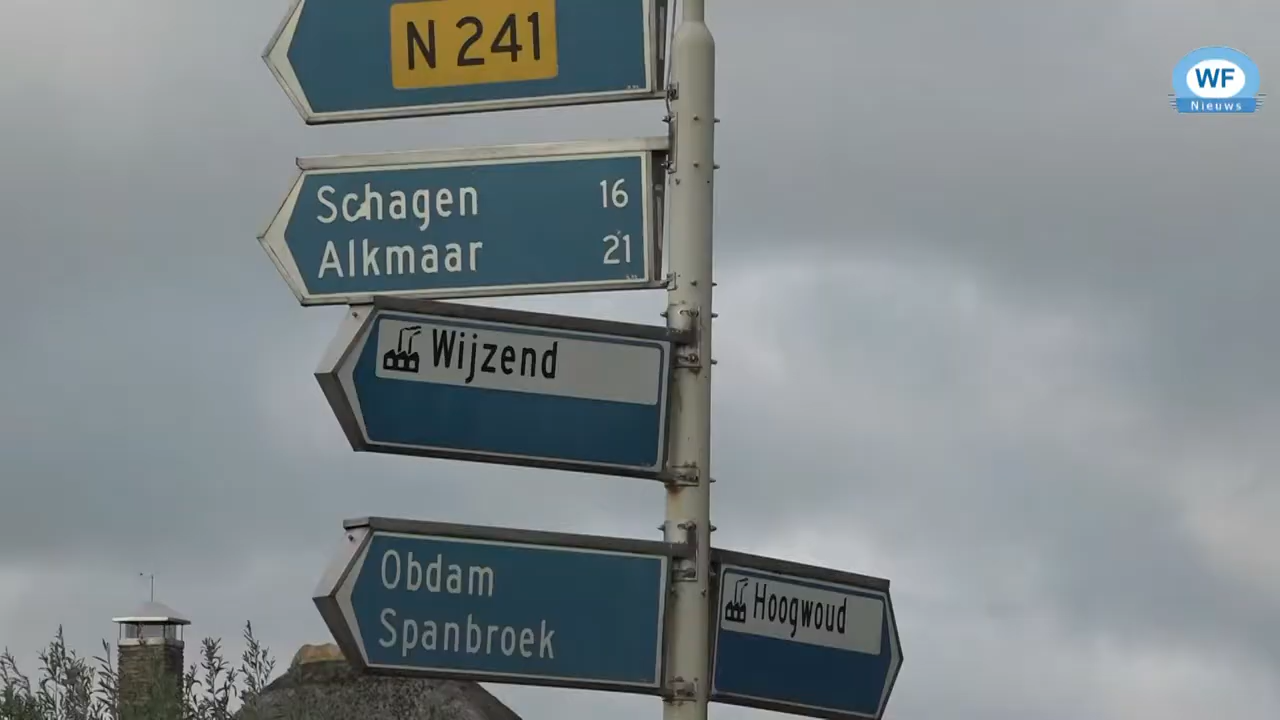 N 241
WF
Nieuws
Schagen 16
Alkmaar 21
Wijzend
Obdam
Spanbroek
Hoogwoud